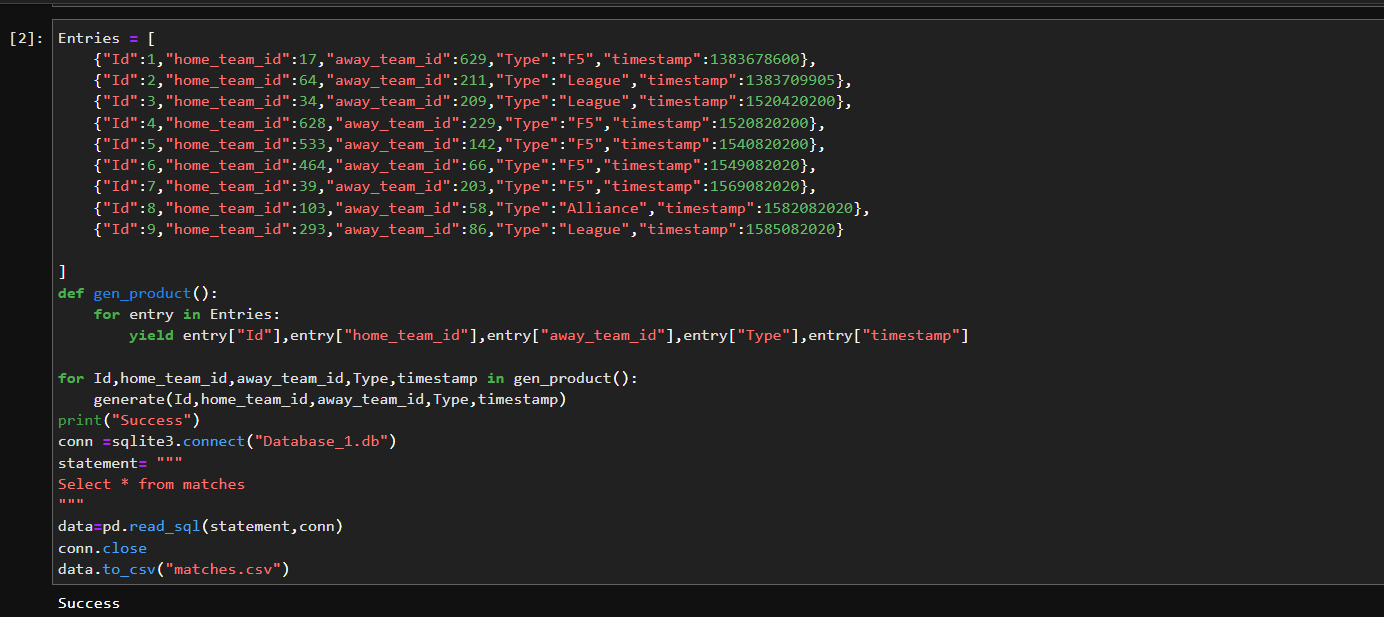 [2]: Entries = [
{"Id":1,"home_team_id":17,"away_team_id":629,"Type":"F5","timestamp":1383678600},
{"Id":2,"home_team_id":64,"away_team_id":211,"Type":"League","timestamp":1383709905},
{"Id":3,"home_team_id":34,"away_team_id":209,"Type":"League","timestamp":1520420200},
{"Id":4,"home_team_id":628,"away_team_id":229,"Type":"F5","timestamp":1520820200},
{"Id":5,"home_team_id":533,"away_team_id":142,"Type":"F5","timestamp":1540820200},
{"Id":6,"home_team_id":464,"away_team_id":66,"Type":"F5","timestamp":1549082020},
{"Id":7,"home_team_id":39,"away_team_id":203,"Type":"F5","timestamp":1569082020},
{"Id":8,"home_team_id":103,"away_team_id":58,"Type":"Alliance","timestamp":1582082020},
{"Id":9,"home_team_id":293,"away_team_id":86,"Type":"League","timestamp":1585082020}
]
def gen_product():
for entry in Entries:
yield entry["Id"],entry["home_team_id"],entry["away_team_id"],entry["Type"],entry["timestamp"]
for Id,home_team_id,away_team_id,Type,timestamp in gen_product():
generate(Id,home_team_id,away_team_id,Type,timestamp)
print("Success")
conn =sqlite3.connect("Database_1.db")
statement= """
Select * from matches
"""
data=pd.read_sql(statement,conn)
conn.close
data.to_csv("matches.csv")
Success